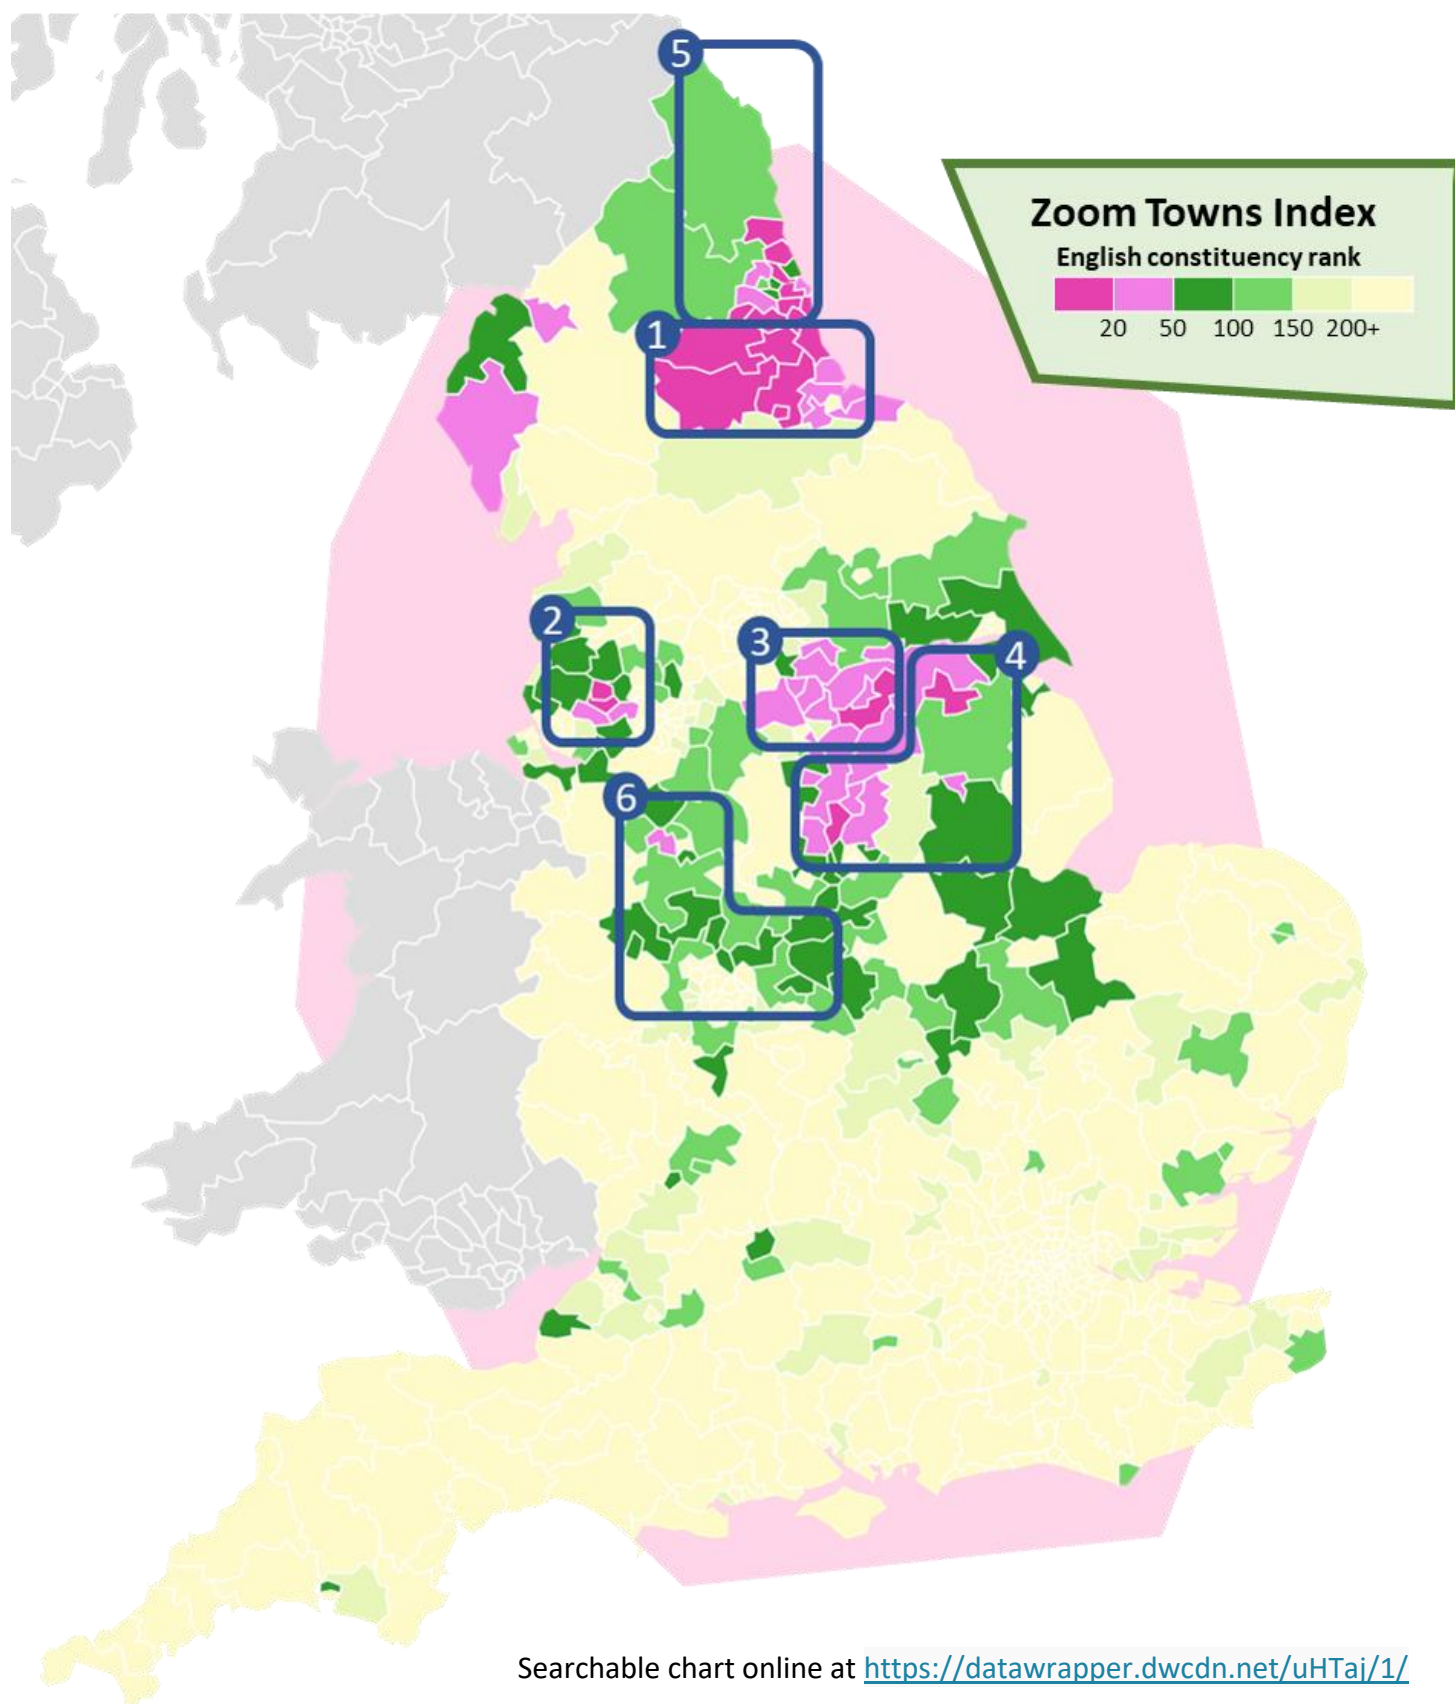 5
Zoom Towns Index
English constituency rank
20 50 100 150 200+
1
2
3
4
6
Searchable chart online at https://datawrapper.dwcdn.net/uHTaj/1/